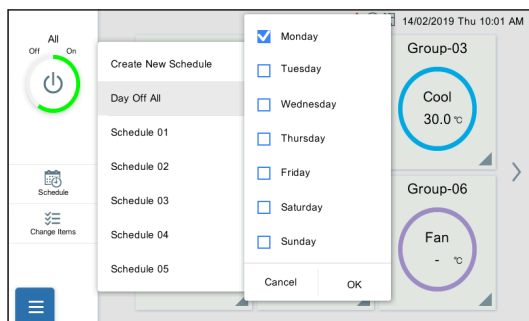 14/02/2019 Thu 10:01 AM
All
Off On
Schedule
Change Items
Create New Schedule
Day Off All
Schedule 01
Schedule 02
Schedule 03
Schedule 04
Schedule 05
Monday
Tuesday
Wednesday
Thursday
Friday
Saturday
Sunday
Cancel OK
Group-03
Cool
30.0 °C
Group-06
Fan
- °C